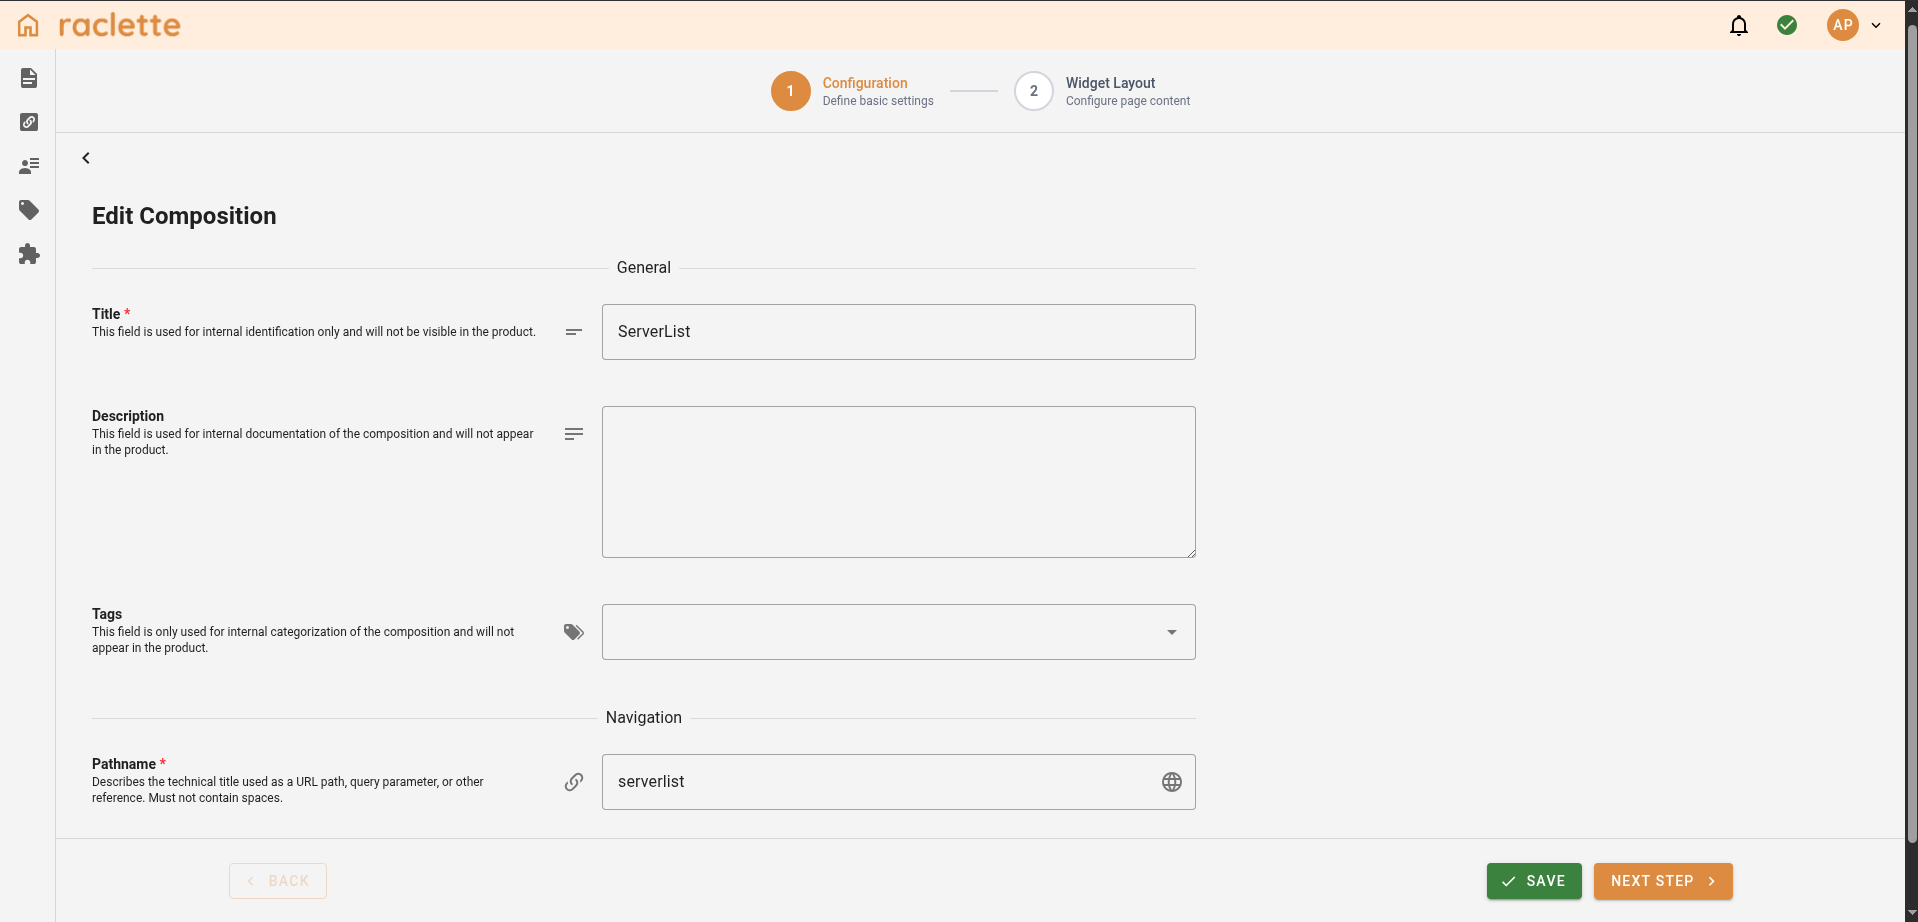 raclette
AP
1
Configuration
Define basic settings
2
Widget Layout
Configure page content
Edit Composition
General
Title *
This field is used for internal identification only and will not be visible in the product.
ServerList
Description
This field is used for internal documentation of the composition and will not appear
in the product.
Tags
This field is only used for internal categorization of the composition and will not
appear in the product.
Navigation
Pathname *
Describes the technical title used as a URL path, query parameter, or other
reference. Must not contain spaces.
serverlist
BACK
SAVE
NEXT STEP